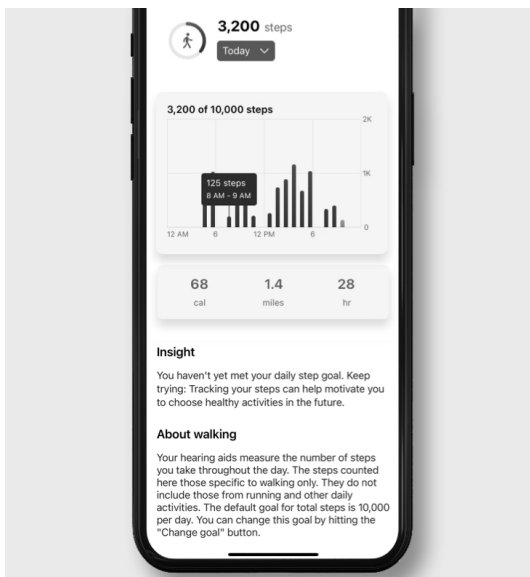 3,200 steps
Today
3,200 of 10,000 steps
2K
125 steps
8 AM - 9 AM
1K
0
12 AM 6 12 PM 6
68 1.4 28
cal miles hr
Insight
You haven't yet met your daily step goal. Keep
trying: Tracking your steps can help motivate you
to choose healthy activities in the future.
About walking
Your hearing aids measure the number of steps
you take throughout the day. The steps counted
here those specific to walking only. They do not
include those from running and other daily
activities. The default goal for total steps is 10,000
per day. You can change this goal by hitting the
"Change goal" button.